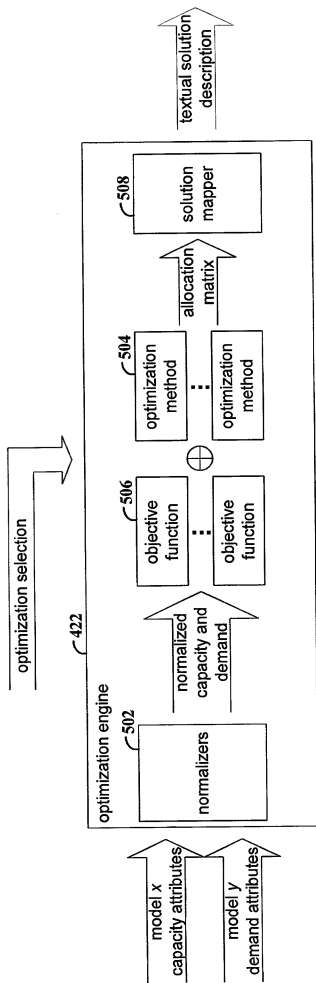 optimization selection
422
optimization engine
model x
capacity attributes
model y
demand attributes
502
normalizers
normalized
capacity and
demand
506
objective
function
objective
function
504
optimization
method
optimization
method
allocation
matrix
508
solution
mapper
textual solution
description